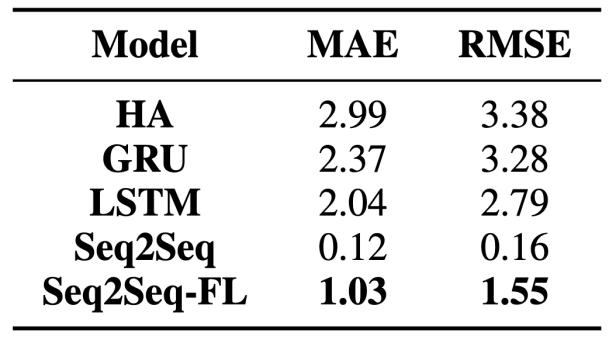 Model MAE RMSE
HA 2.99 3.38
GRU 2.37 3.28
LSTM 2.04 2.79
Seq2Seq 0.12 0.16
Seq2Seq-FL 1.03 1.55